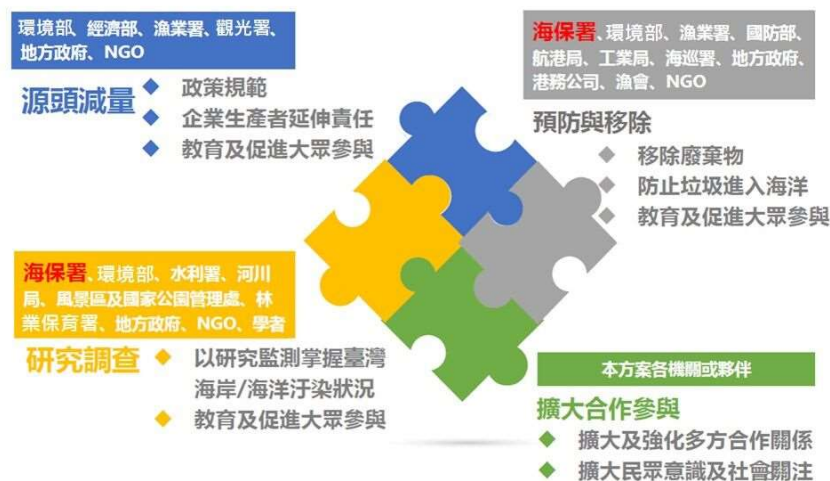 環境部、經濟部、漁業署、觀光署、
地方政府、NGO
源頭減量
◆ 政策規範
◆ 企業生產者延伸責任
◆ 教育及促進大眾參與
海保署、環境部、漁業署、國防部、
航港局、工業局、海巡署、地方政府、
港務公司、漁會、NGO
預防與移除
◆ 移除廢棄物
◆ 防止垃圾進入海洋
◆ 教育及促進大眾參與
海保署、環境部、水利署、河川
局、風景區及國家公園管理處、林
業保育署、地方政府、NGO、學者
研究調查
◆ 以研究監測掌握臺灣
海岸/海洋汙染狀況
◆ 教育及促進大眾參與
本方案各機關或夥伴
擴大合作參與
◆ 擴大及強化多方合作關係
◆ 擴大民眾意識及社會關注